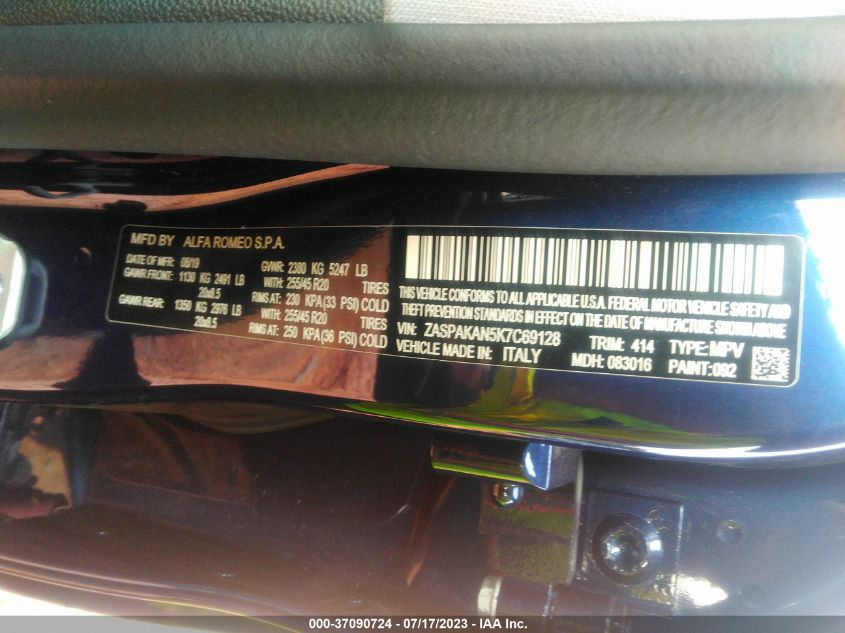 MFD BY ALFA ROMEO S.P.A.
DATE OF MFR: 08/19 GVWR: 2380 KG 5247 LB
GAWR FRONT: 1130 KG 2491 LB WITH: 255/45 R20 TIRES
20x8.5 RIMS AT: 230 KPA(33 PSI) COLD
GAWR REAR: 1350 KG 2976 LB WITH: 255/45 R20 TIRES
20x8.5 RIMS AT: 250 KPA(36 PSI) COLD
THIS VEHICLE CONFORMS TO ALL APPLICABLE U.S.A. FEDERAL MOTOR VEHICLE SAFETY AND
THEFT PREVENTION STANDARDS IN EFFECT ON THE DATE OF MANUFACTURE SHOWN ABOVE.
VIN: ZASPAKAN5K7C69128 TRIM: 414 TYPE: MPV
VEHICLE MADE IN: ITALY MDH: 083016 PAINT:092
000-37090724 - 07/17/2023 - IAA Inc.